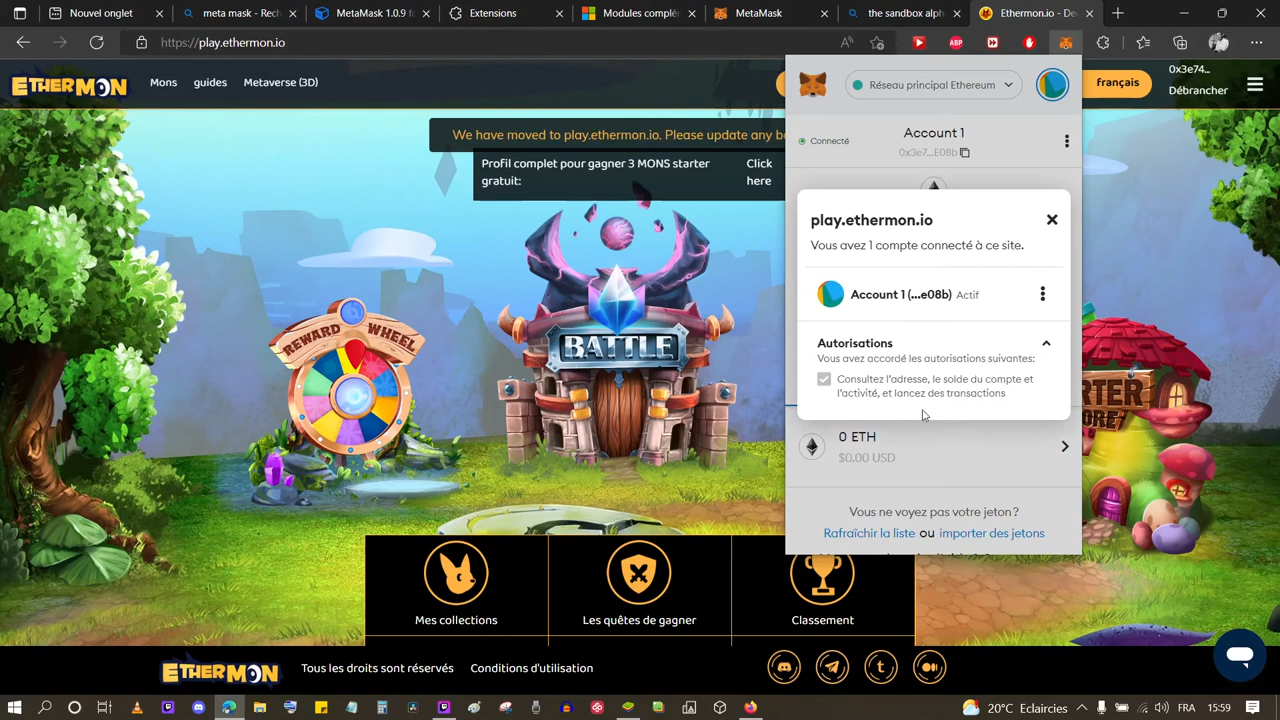 Nouvel onglet
meta mask - Rech
MetaMask 1.0.9 f
Extensions
Modules complé
MetaMask
the sandbox alph
Ethermon.io - De
https://play.ethermon.io
ABP
ETHERMON
Mons
guides
Metaverse (3D)
français
0x3e74...
Débrancher
We have moved to play.ethermon.io. Please update any b
Profil complet pour gagner 3 MONS starter
gratuit:
Click
here
Réseau principal Ethereum
Connecté
Account 1
0x3e7...E08b
play.ethermon.io
Vous avez 1 compte connecté à ce site.
Account 1 (...e08b) Actif
Autorisations
Vous avez accordé les autorisations suivantes:
Consultez l'adresse, le solde du compte et
l'activité, et lancez des transactions
0 ETH
$0.00 USD
Vous ne voyez pas votre jeton ?
Rafraîchir la liste ou importer des jetons
REWARD WHEEL
BATTLE
Mes collections
Les quêtes de gagner
Classement
ETHERMON
Tous les droits sont réservés
Conditions d'utilisation
20°C Eclaircies
FRA
15:59